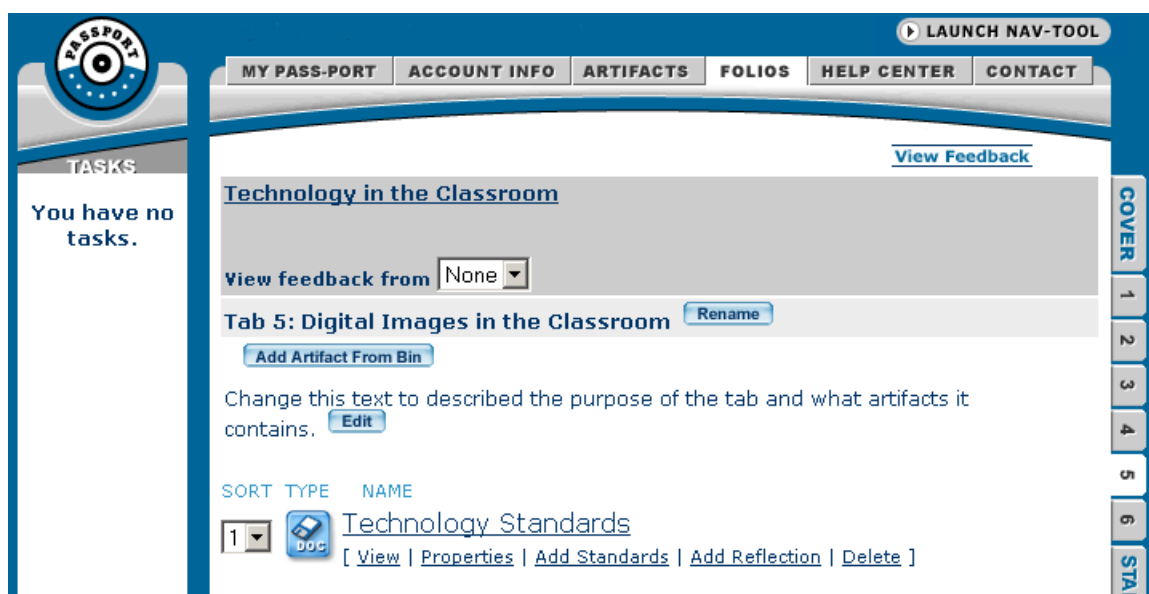 PASSPORT
LAUNCH NAV-TOOL
MY PASS-PORT ACCOUNT INFO ARTIFACTS FOLIOS HELP CENTER CONTACT
TASKS
You have no
tasks.
View Feedback
Technology in the Classroom
View feedback from None
Tab 5: Digital Images in the Classroom Rename
Add Artifact From Bin
Change this text to described the purpose of the tab and what artifacts it
contains. Edit
SORT TYPE NAME
1 DOC Technology Standards
[ View | Properties | Add Standards | Add Reflection | Delete ]
COVER
1
2
3
4
5
6